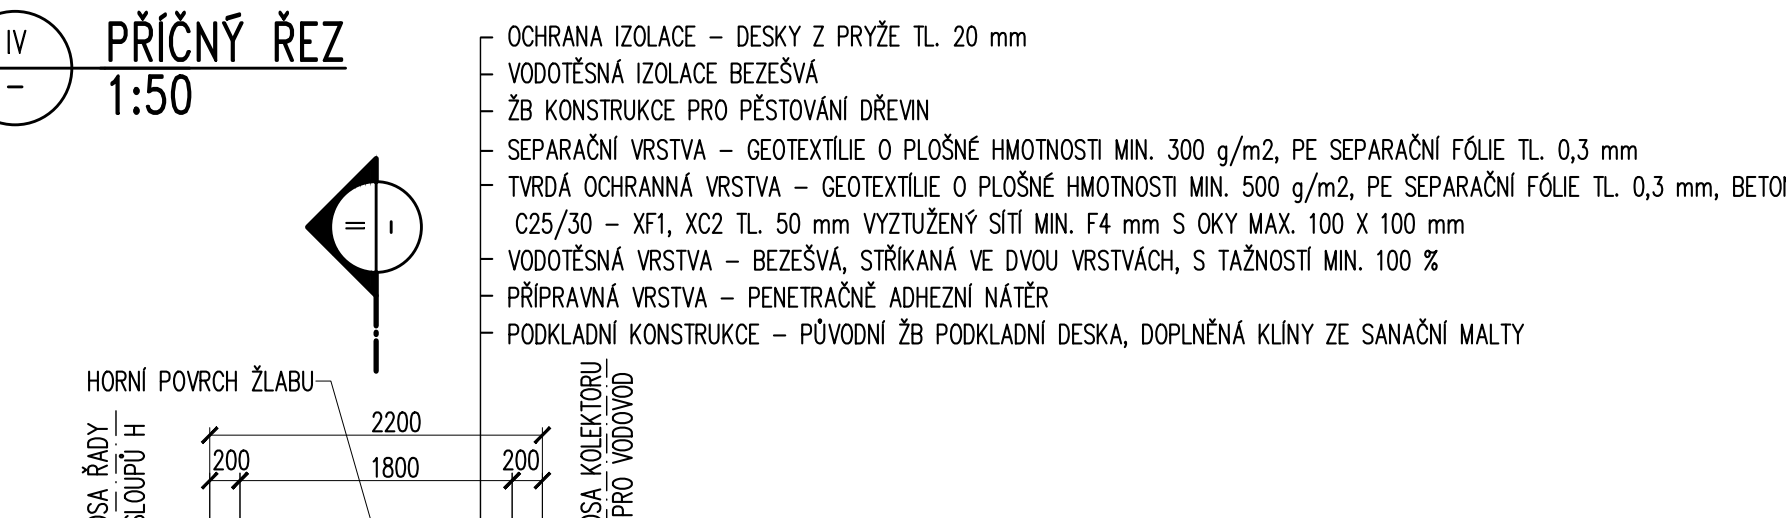 IV
–
PŘÍČNÝ ŘEZ
1:50
OCHRANA IZOLACE – DESKY Z PRYŽE TL. 20 mm
VODOTĚSNÁ IZOLACE BEZEŠVÁ
ŽB KONSTRUKCE PRO PĚSTOVÁNÍ DŘEVIN
SEPARAČNÍ VRSTVA – GEOTEXTÍLIE O PLOŠNÉ HMOTNOSTI MIN. 300 g/m2, PE SEPARAČNÍ FÓLIE TL. 0,3 mm
TVRDÁ OCHRANNÁ VRSTVA – GEOTEXTÍLIE O PLOŠNÉ HMOTNOSTI MIN. 500 g/m2, PE SEPARAČNÍ FÓLIE TL. 0,3 mm, BETON
C25/30 – XF1, XC2 TL. 50 mm VYZTUŽENÝ SÍTÍ MIN. F4 mm S OKY MAX. 100 X 100 mm
VODOTĚSNÁ VRSTVA – BEZEŠVÁ, STŘÍKANÁ VE DVOU VRSTVÁCH, S TAŽNOSTÍ MIN. 100 %
PŘÍPRAVNÁ VRSTVA – PENETRAČNĚ ADHEZNÍ NÁTĚR
PODKLADNÍ KONSTRUKCE – PŮVODNÍ ŽB PODKLADNÍ DESKA, DOPLNĚNÁ KLÍNY ZE SANAČNÍ MALTY
II
–
HORNÍ POVRCH ŽLABU
OSA ŘADY
SLOUPŮ H
2200
200
1800
200
OSA KOLEKTORU
PRO VODOVOD